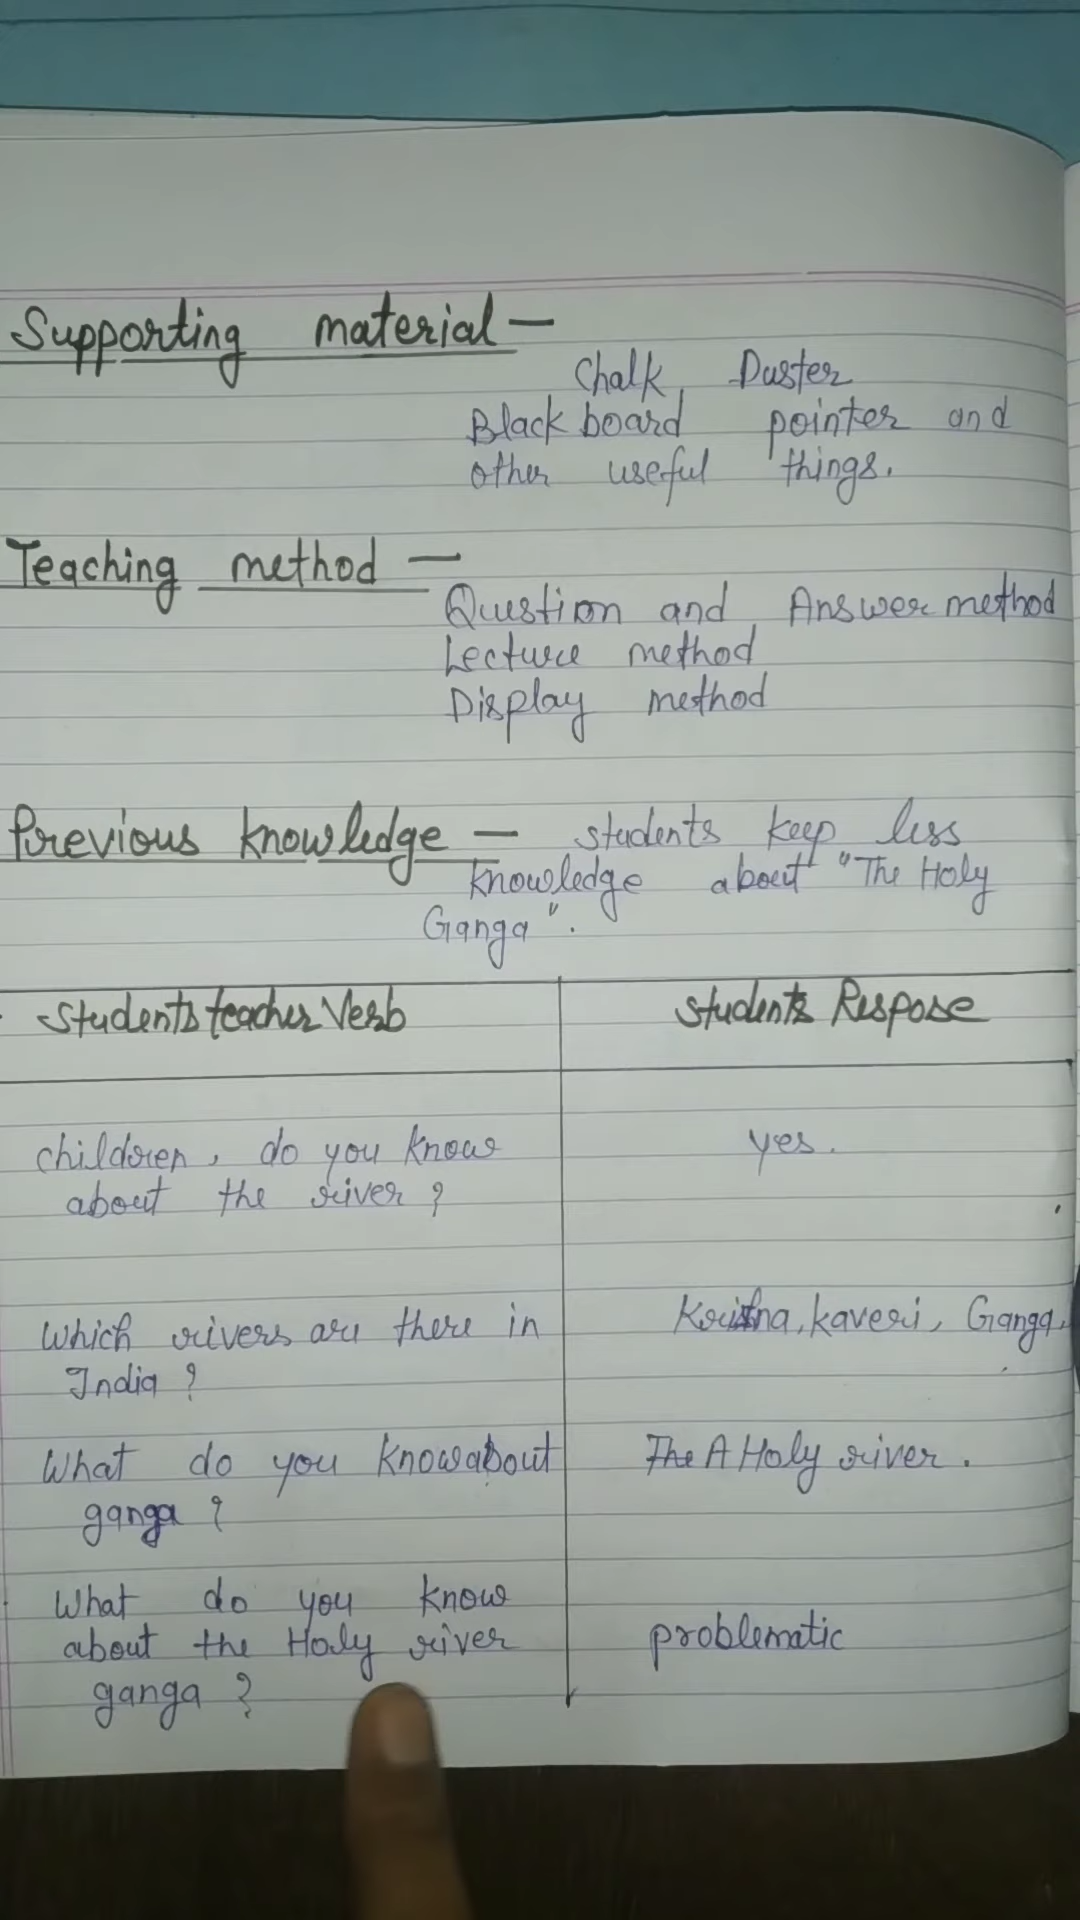 Supporting material —
Chalk, Duster
Black board pointer and
other useful things.
Teaching method —
Question and Answer method
Lecture method
Display method
Previous knowledge — students keep less
knowledge about "The Holy
Ganga".
Students teacher Verb
Students Respose
children, do you know
about the river ?
yes.
Which rivers are there in
India ?
Krishna, kaveri, Ganga,
What do you know about
ganga ?
The A Holy river.
What do you know
about the Holy river
ganga ?
problematic